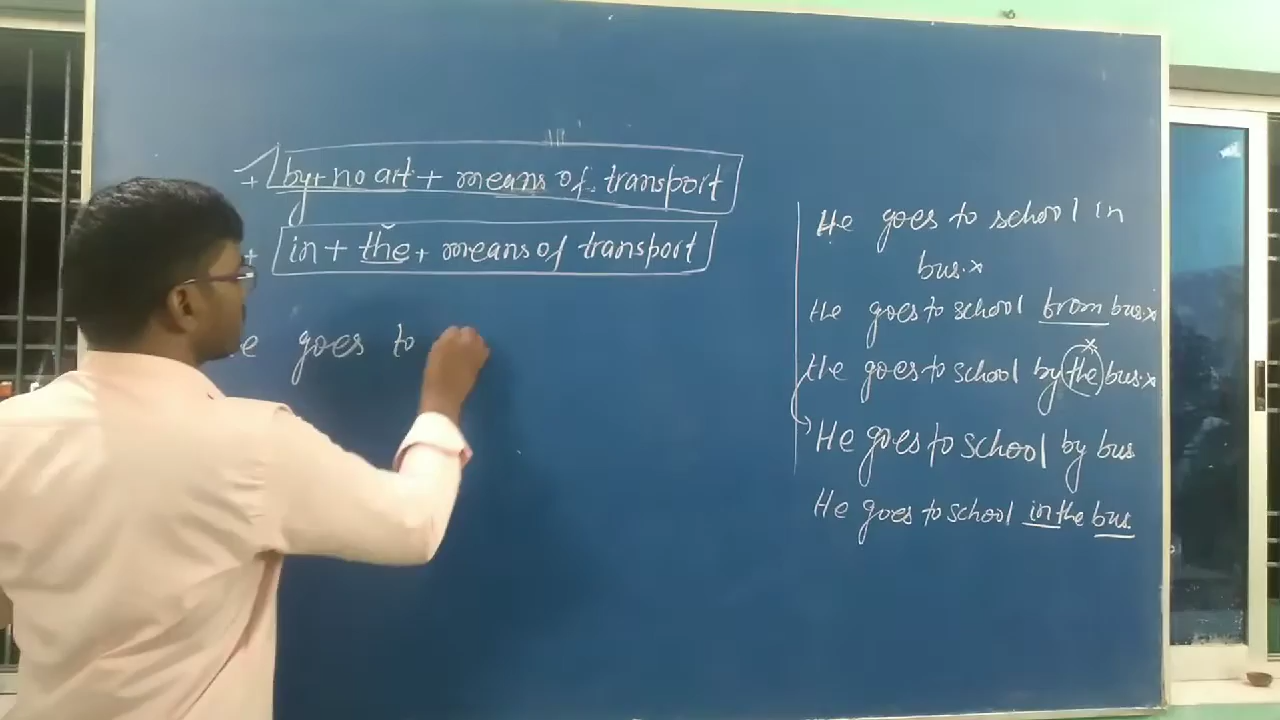 + by+ no art + means of transport
+ in + the + means of transport
e goes to
He goes to school in
bus.x
He goes to school from bus.x
He goes to school by the bus.x
x
He goes to school by bus
He goes to school in the bus.